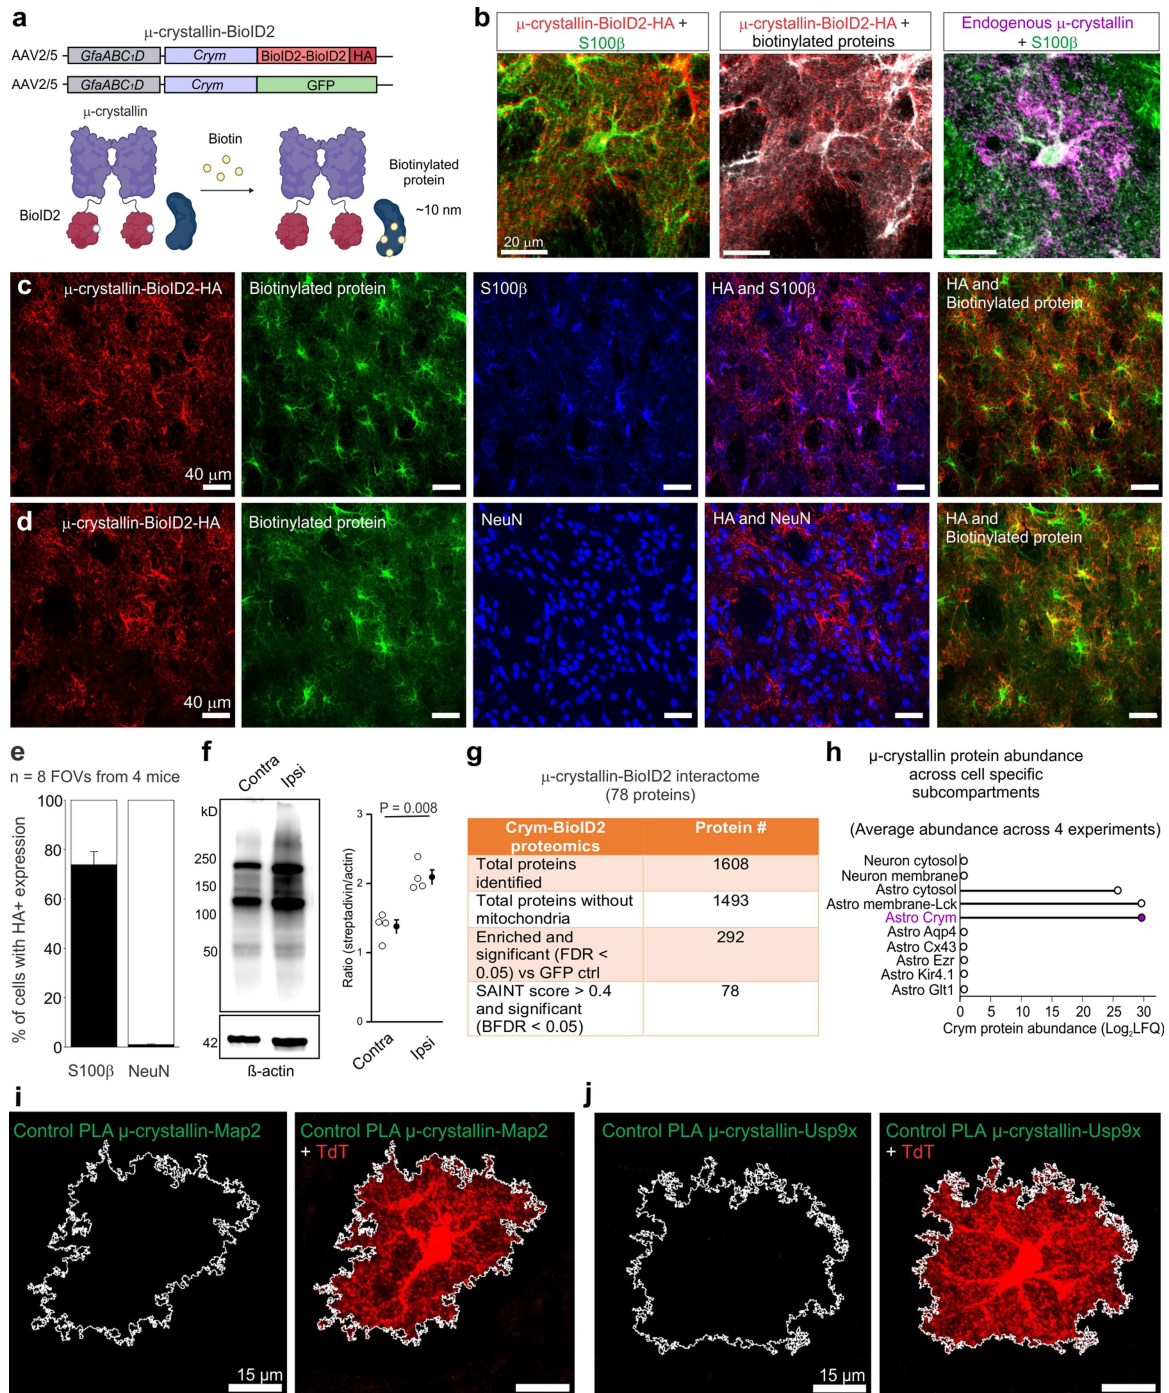 a
μ-crystallin-BioID2
AAV2/5 GfaABC1D Crym BioID2-BioID2 HA
AAV2/5 GfaABC1D Crym GFP
μ-crystallin
Biotin
Biotinylated
protein
BioID2
~10 nm
b
μ-crystallin-BioID2-HA +
S100β
μ-crystallin-BioID2-HA +
biotinylated proteins
Endogenous μ-crystallin
+ S100β
20 μm
c
μ-crystallin-BioID2-HA
Biotinylated protein
S100β
HA and S100β
HA and
Biotinylated protein
40 μm
d
μ-crystallin-BioID2-HA
Biotinylated protein
NeuN
HA and NeuN
HA and
Biotinylated protein
40 μm
e
n = 8 FOVs from 4 mice
% of cells with HA+ expression
100
80
60
40
20
0
S100β NeuN
f
Contra Ipsi
kD
250
150
100
50
42
ß-actin
P = 0.008
Ratio (streptadivin/actin)
3
2
1
0
Contra Ipsi
g
μ-crystallin-BioID2 interactome
(78 proteins)
Crym-BioID2
proteomics
Protein #
Total proteins
identified
1608
Total proteins without
mitochondria
1493
Enriched and
significant (FDR <
0.05) vs GFP ctrl
292
SAINT score > 0.4
and significant
(BFDR < 0.05)
78
h
μ-crystallin protein abundance
across cell specific
subcompartments
(Average abundance across 4 experiments)
Neuron cytosol
Neuron membrane
Astro cytosol
Astro membrane-Lck
Astro Crym
Astro Aqp4
Astro Cx43
Astro Ezr
Astro Kir4.1
Astro Glt1
0 5 10 15 20 25 30
Crym protein abundance (Log2LFQ)
i
Control PLA μ-crystallin-Map2
15 μm
Control PLA μ-crystallin-Map2
+ TdT
j
Control PLA μ-crystallin-Usp9x
15 μm
Control PLA μ-crystallin-Usp9x
+ TdT